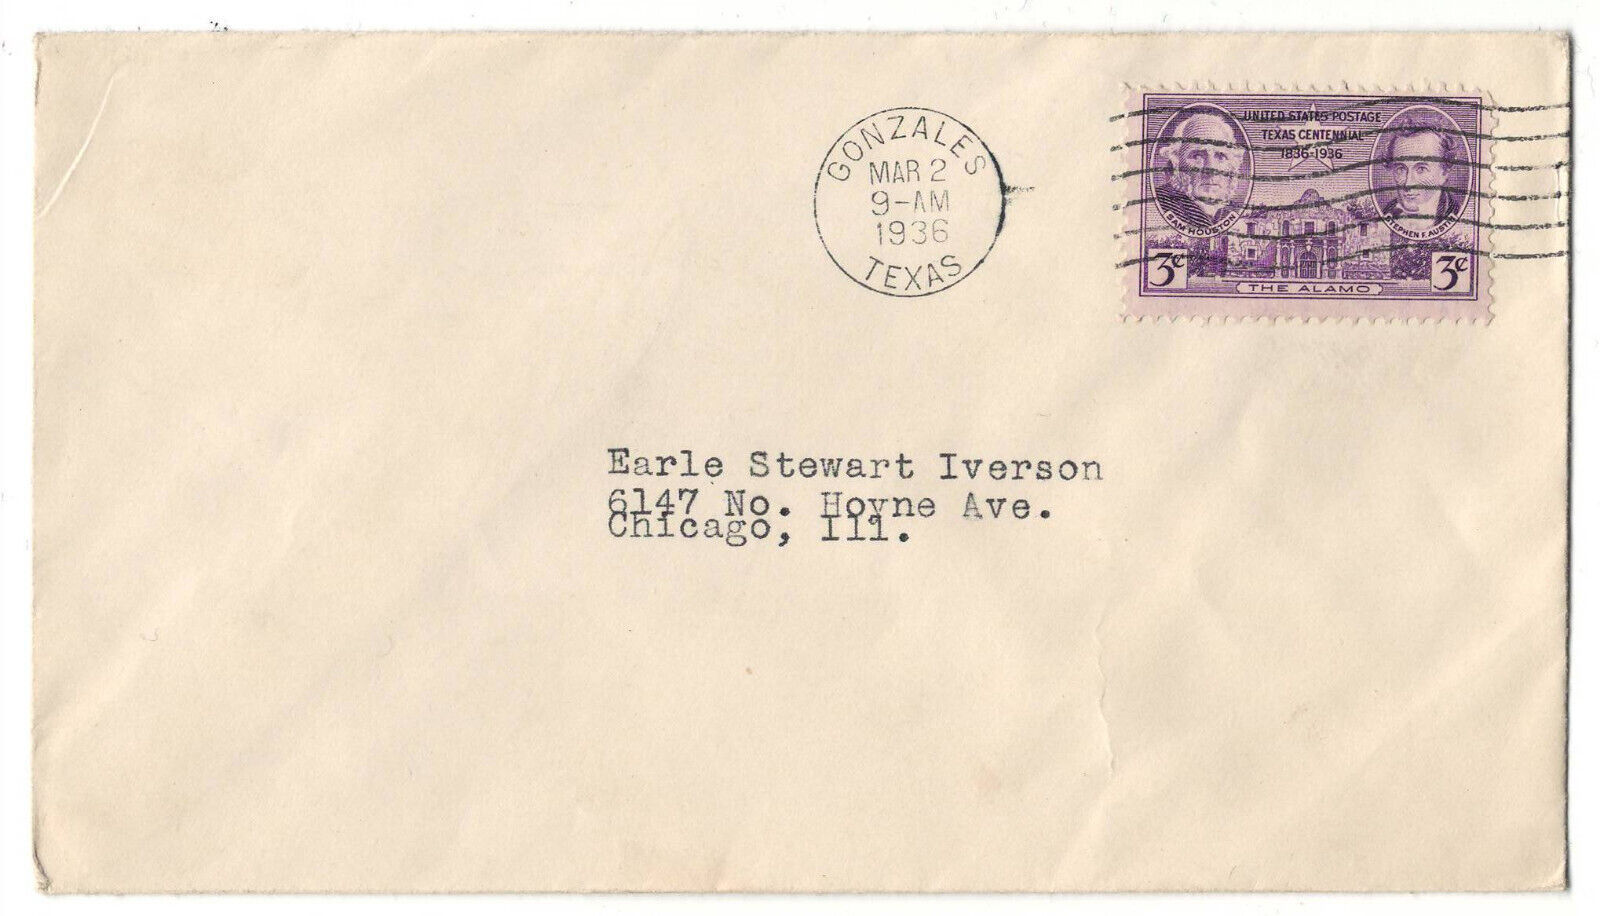 GONZALES
MAR 2
9-AM
1936
TEXAS
UNITED STATES POSTAGE
TEXAS CENTENNIAL
1836-1936
SAM HOUSTON
STEPHEN F. AUSTIN
3¢
3¢
THE ALAMO
Earle Stewart Iverson
6147 No. Hoyne Ave.
Chicago, Ill.